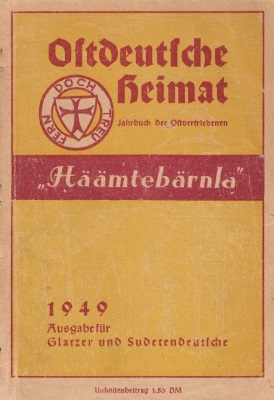 Ostdeutsche
Heimat
FERN DOCH TREU
Jahrbuch der Ostvertriebenen
„Häämtebärnla"
1949
Ausgabe für
Glatzer und Sudetendeutsche
Unkostenbeitrag 1.50 DM